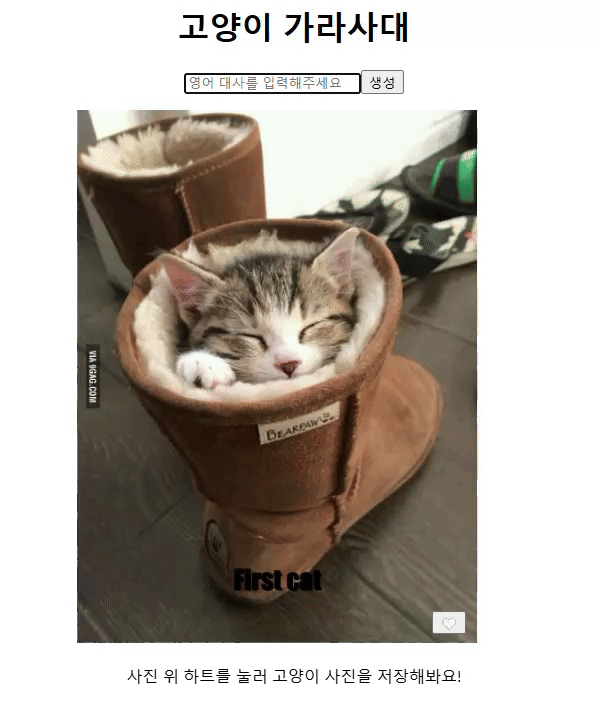 고양이 가라사대
영어 대사를 입력해주세요
생성
VIA 9GAG.COM
BEARPAW
First cat
사진 위 하트를 눌러 고양이 사진을 저장해봐요!